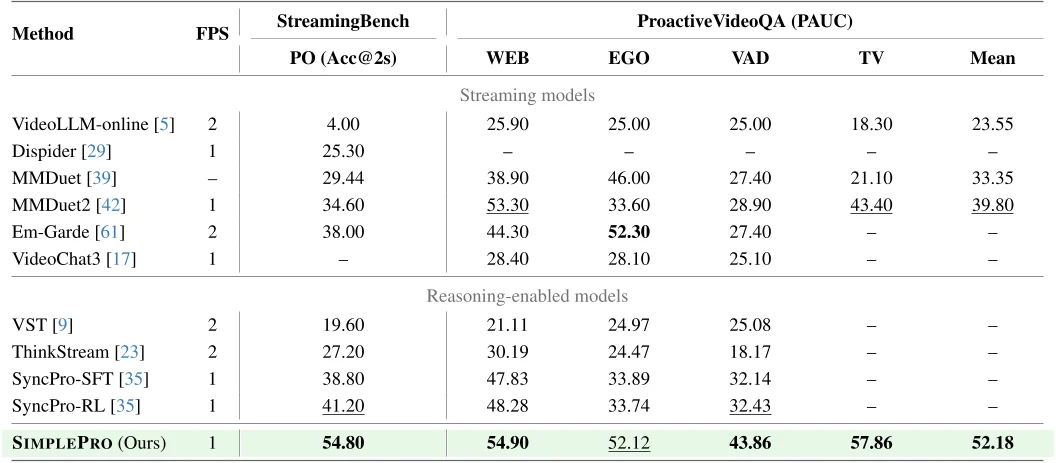 Method FPS StreamingBench ProactiveVideoQA (PAUC)
PO (Acc@2s) WEB EGO VAD TV Mean
Streaming models
VideoLLM-online [5] 2 4.00 25.90 25.00 25.00 18.30 23.55
Dispider [29] 1 25.30 – – – – –
MMDuet [39] – 29.44 38.90 46.00 27.40 21.10 33.35
MMDuet2 [42] 1 34.60 53.30 33.60 28.90 43.40 39.80
Em-Garde [61] 2 38.00 44.30 52.30 27.40 – –
VideoChat3 [17] 1 – 28.40 28.10 25.10 – –
Reasoning-enabled models
VST [9] 2 19.60 21.11 24.97 25.08 – –
ThinkStream [23] 2 27.20 30.19 24.47 18.17 – –
SyncPro-SFT [35] 1 38.80 47.83 33.89 32.14 – –
SyncPro-RL [35] 1 41.20 48.28 33.74 32.43 – –
SIMPLEPRO (Ours) 1 54.80 54.90 52.12 43.86 57.86 52.18